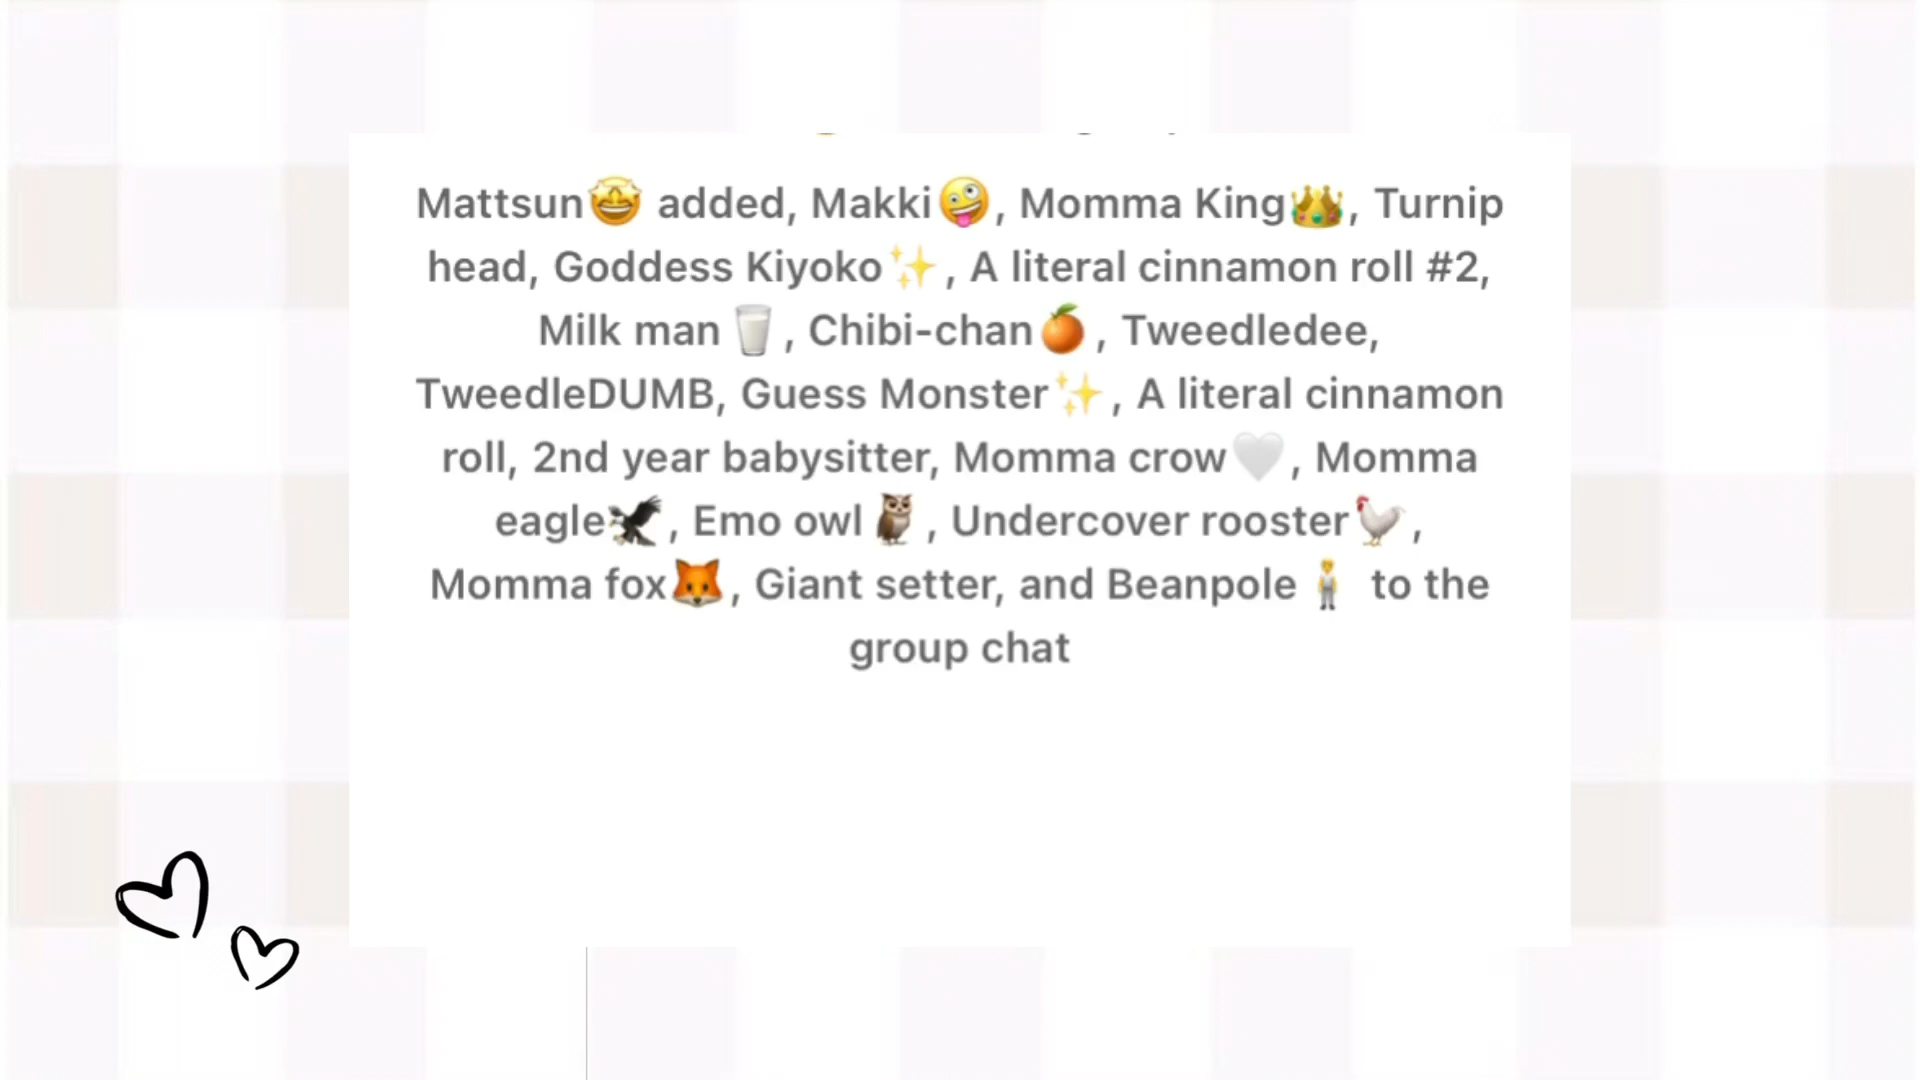 Mattsun🤩 added, Makki🤪, Momma King👑, Turnip
head, Goddess Kiyoko✨, A literal cinnamon roll #2,
Milk man🥛, Chibi-chan🍊, Tweedledee,
TweedleDUMB, Guess Monster✨, A literal cinnamon
roll, 2nd year babysitter, Momma crow🤍, Momma
eagle🦅, Emo owl🦉, Undercover rooster🐓,
Momma fox🦊, Giant setter, and Beanpole🧍 to the
group chat